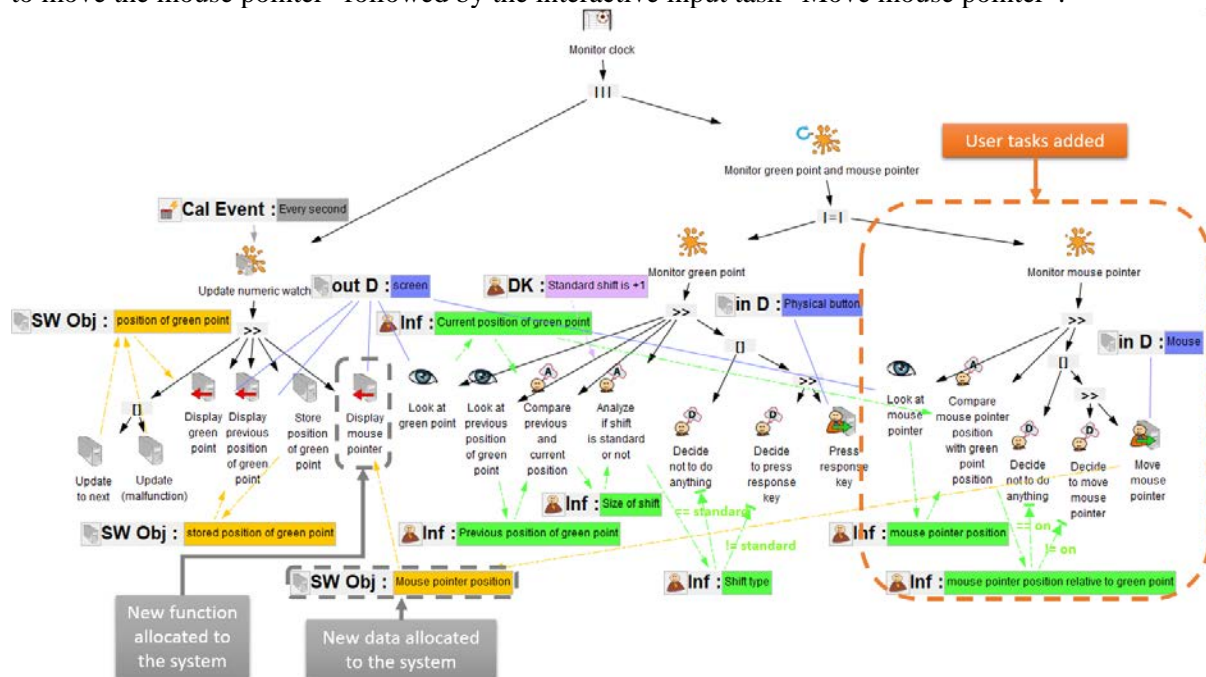 to move the mouse pointer" followed by the interactive input task "Move mouse pointer".
Monitor clock
|||
User tasks added
Monitor green point and mouse pointer
|=|
Cal Event : Every second
Update numeric watch
out D : screen
DK : Standard shift is +1
Monitor green point
Monitor mouse pointer
in D : Physical button
SW Obj : position of green point
>>
Inf : Current position of green point
>>
[]
>>
[]
in D : Mouse
>>
>>
[]
Display
green
point
Display
previous
position
of green
point
Store
position
of green
point
Display
mouse
pointer
Look at
green point
Look at
previous
position
of green
point
Compare
previous
and
current
position
Analyze
if shift
is standard
or not
Decide
not to do
anything
Decide
to press
response
key
Press
response
key
Look at
mouse
pointer
Compare
mouse pointer
position
with green
point
position
Decide
not to do
anything
Decide
to move
mouse
pointer
Move
mouse
pointer
Update
to next
Update
(malfunction)
Inf : Size of shift
== standard
!= standard
SW Obj : stored position of green point
Inf : Previous position of green point
Inf : mouse pointer position
== on
!= on
SW Obj : Mouse pointer position
Inf : Shift type
Inf : mouse pointer position relative to green point
New function
allocated to
the system
New data allocated
to the system